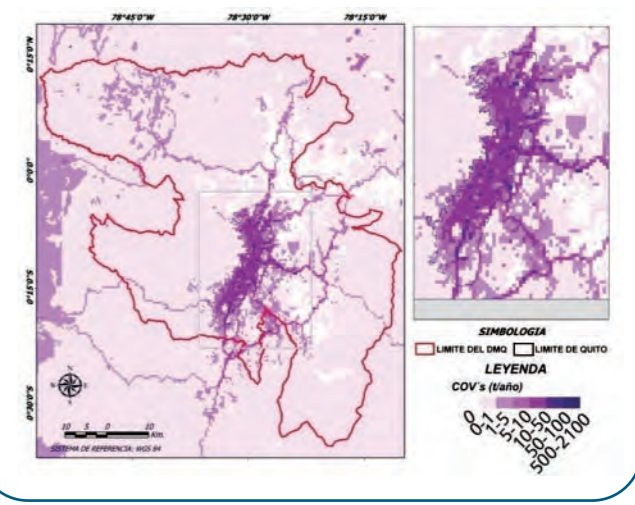 78°45'0"W 78°30'0"W 78°15'0"W
0°15'0"N
0°0'0"
0°15'0"S
0°30'0"S
N
S
10 5 0 10
Km.
SISTEMA DE REFERENCIA: WGS 84
SIMBOLOGIA
LIMITE DEL DMQ LIMITE DE QUITO
LEYENDA
COV´s (t/año)
0
0-1
1-5
5-10
10-50
50-100
500-2100